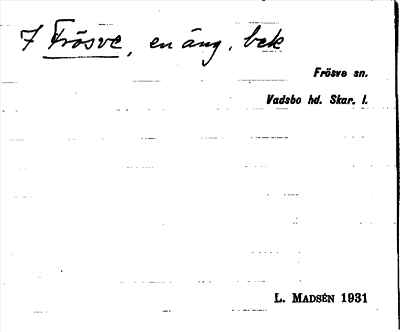 7 Frösve, en äng, bek
Frösve sn.
Vadsbo hd. Skar. l.
L. MADSÉN 1931